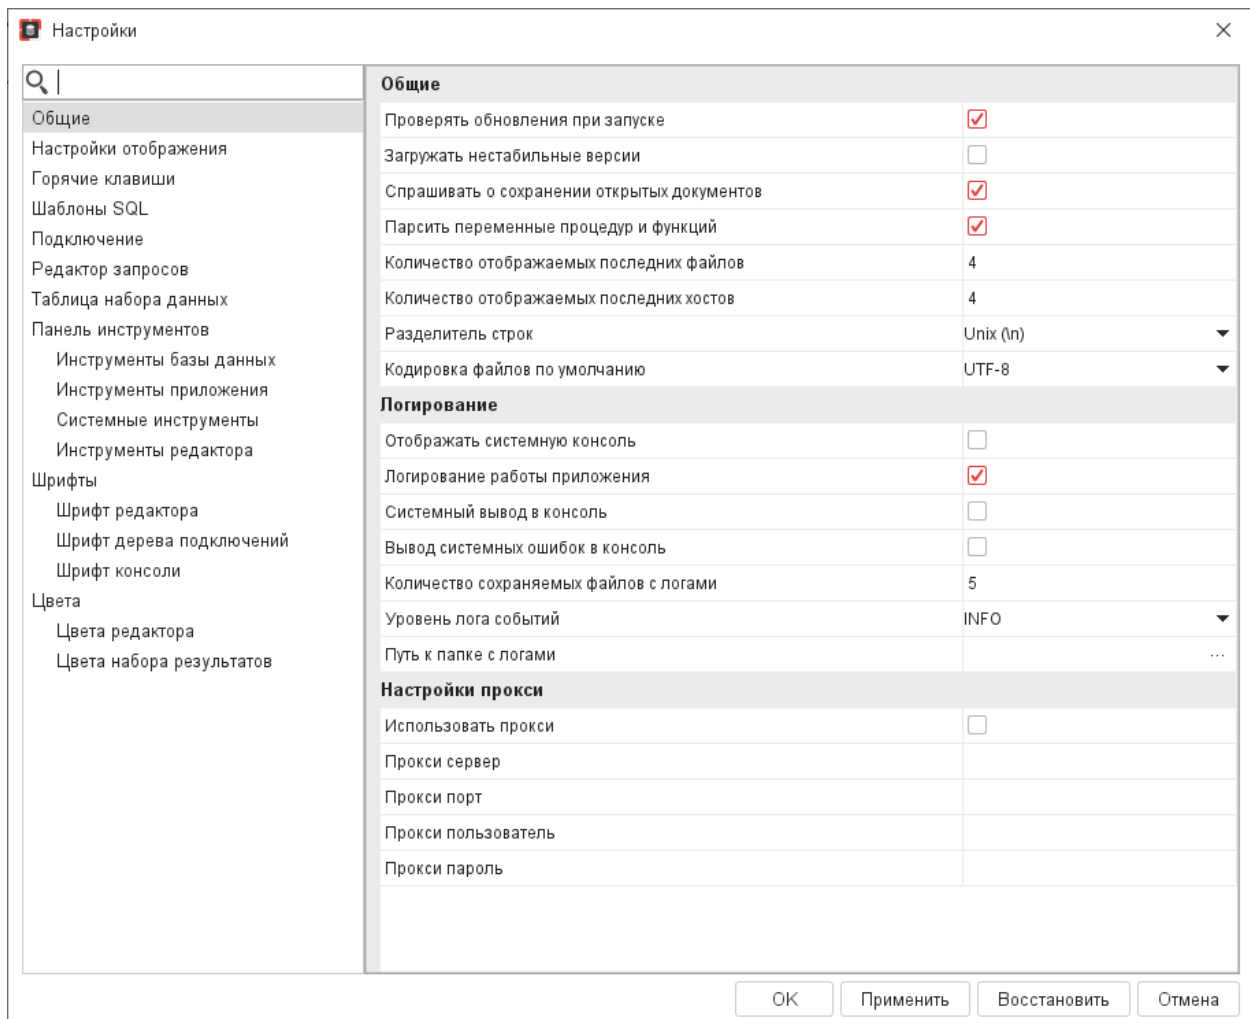 Настройки
Общие
Настройки отображения
Горячие клавиши
Шаблоны SQL
Подключение
Редактор запросов
Таблица набора данных
Панель инструментов
Инструменты базы данных
Инструменты приложения
Системные инструменты
Инструменты редактора
Шрифты
Шрифт редактора
Шрифт дерева подключений
Шрифт консоли
Цвета
Цвета редактора
Цвета набора результатов
Общие
Проверять обновления при запуске
Загружать нестабильные версии
Спрашивать о сохранении открытых документов
Парсить переменные процедур и функций
Количество отображаемых последних файлов 4
Количество отображаемых последних хостов 4
Разделитель строк Unix (\n)
Кодировка файлов по умолчанию UTF-8
Логирование
Отображать системную консоль
Логирование работы приложения
Системный вывод в консоль
Вывод системных ошибок в консоль
Количество сохраняемых файлов с логами 5
Уровень лога событий INFO
Путь к папке с логами ...
Настройки прокси
Использовать прокси
Прокси сервер
Прокси порт
Прокси пользователь
Прокси пароль
OK Применить Восстановить Отмена